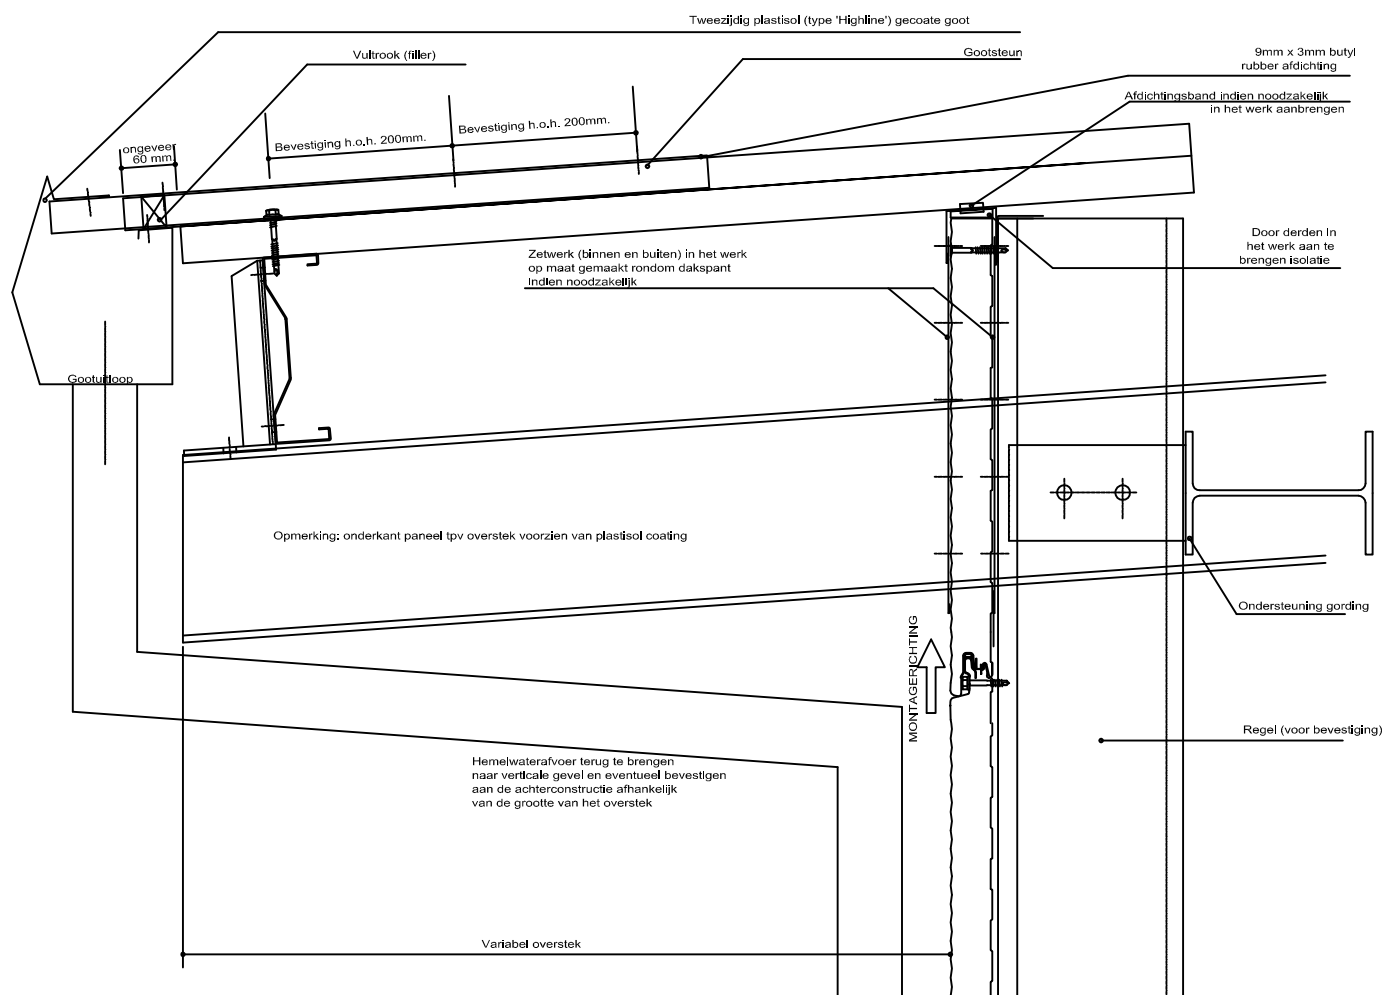 Tweezijdig plastisol (type 'Highline') gecoate goot
Vultrook (filler)
Gootsteun
9mm x 3mm butyl
rubber afdichting
Afdichtingsband indien noodzakelijk
in het werk aanbrengen
Bevestiging h.o.h. 200mm.
Bevestiging h.o.h. 200mm.
ongeveer
60 mm
Zetwerk (binnen en buiten) in het werk
op maat gemaakt rondom dakspant
indien noodzakelijk
Door derden in
het werk aan te
brengen isolatie
Gootuitloop
Opmerking: onderkant paneel tpv overstek voorzien van plastisol coating
Ondersteuning gording
MONTAGERICHTING
Regel (voor bevestiging)
Hemelwaterafvoer terug te brengen
naar verticale gevel en eventueel bevestigen
aan de achterconstructie afhankelijk
van de grootte van het overstek
Variabel overstek